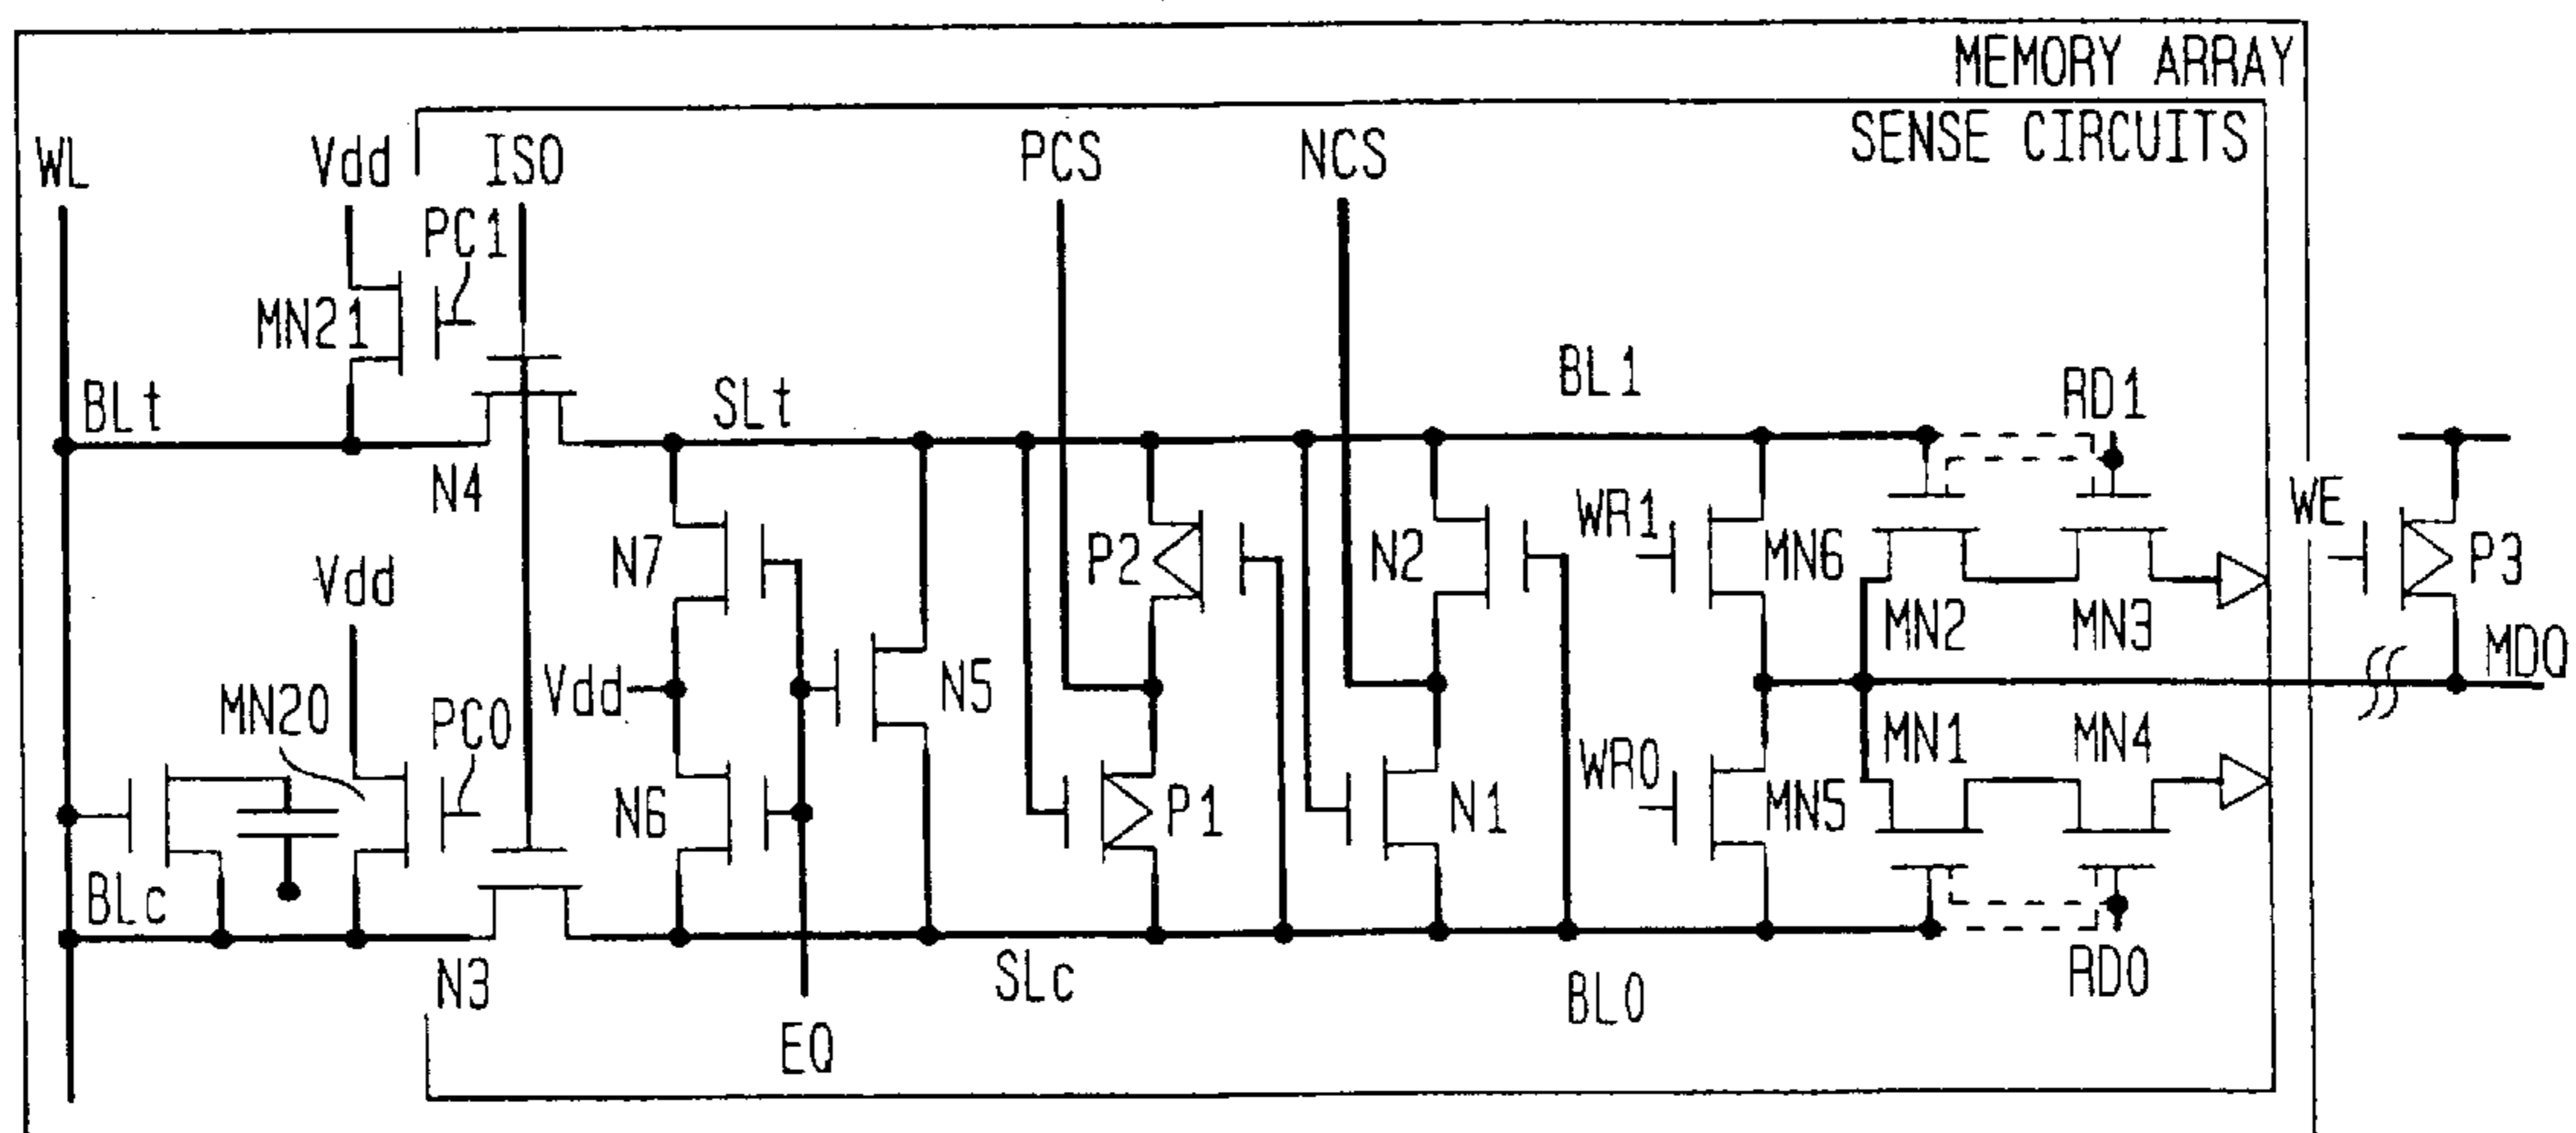 MEMORY ARRAY
SENSE CIRCUITS
WL
Vdd
ISO
PCS
NCS
PC1
MN21
BLt
SLt
BL1
RD1
N4
WE
WR1
N7
P2
N2
MN6
P3
Vdd
MN2
MN3
MDQ
Vdd
N5
MN20
PC0
MN1
MN4
WR0
N6
P1
N1
MN5
BLc
N3
SLc
BL0
RD0
EQ